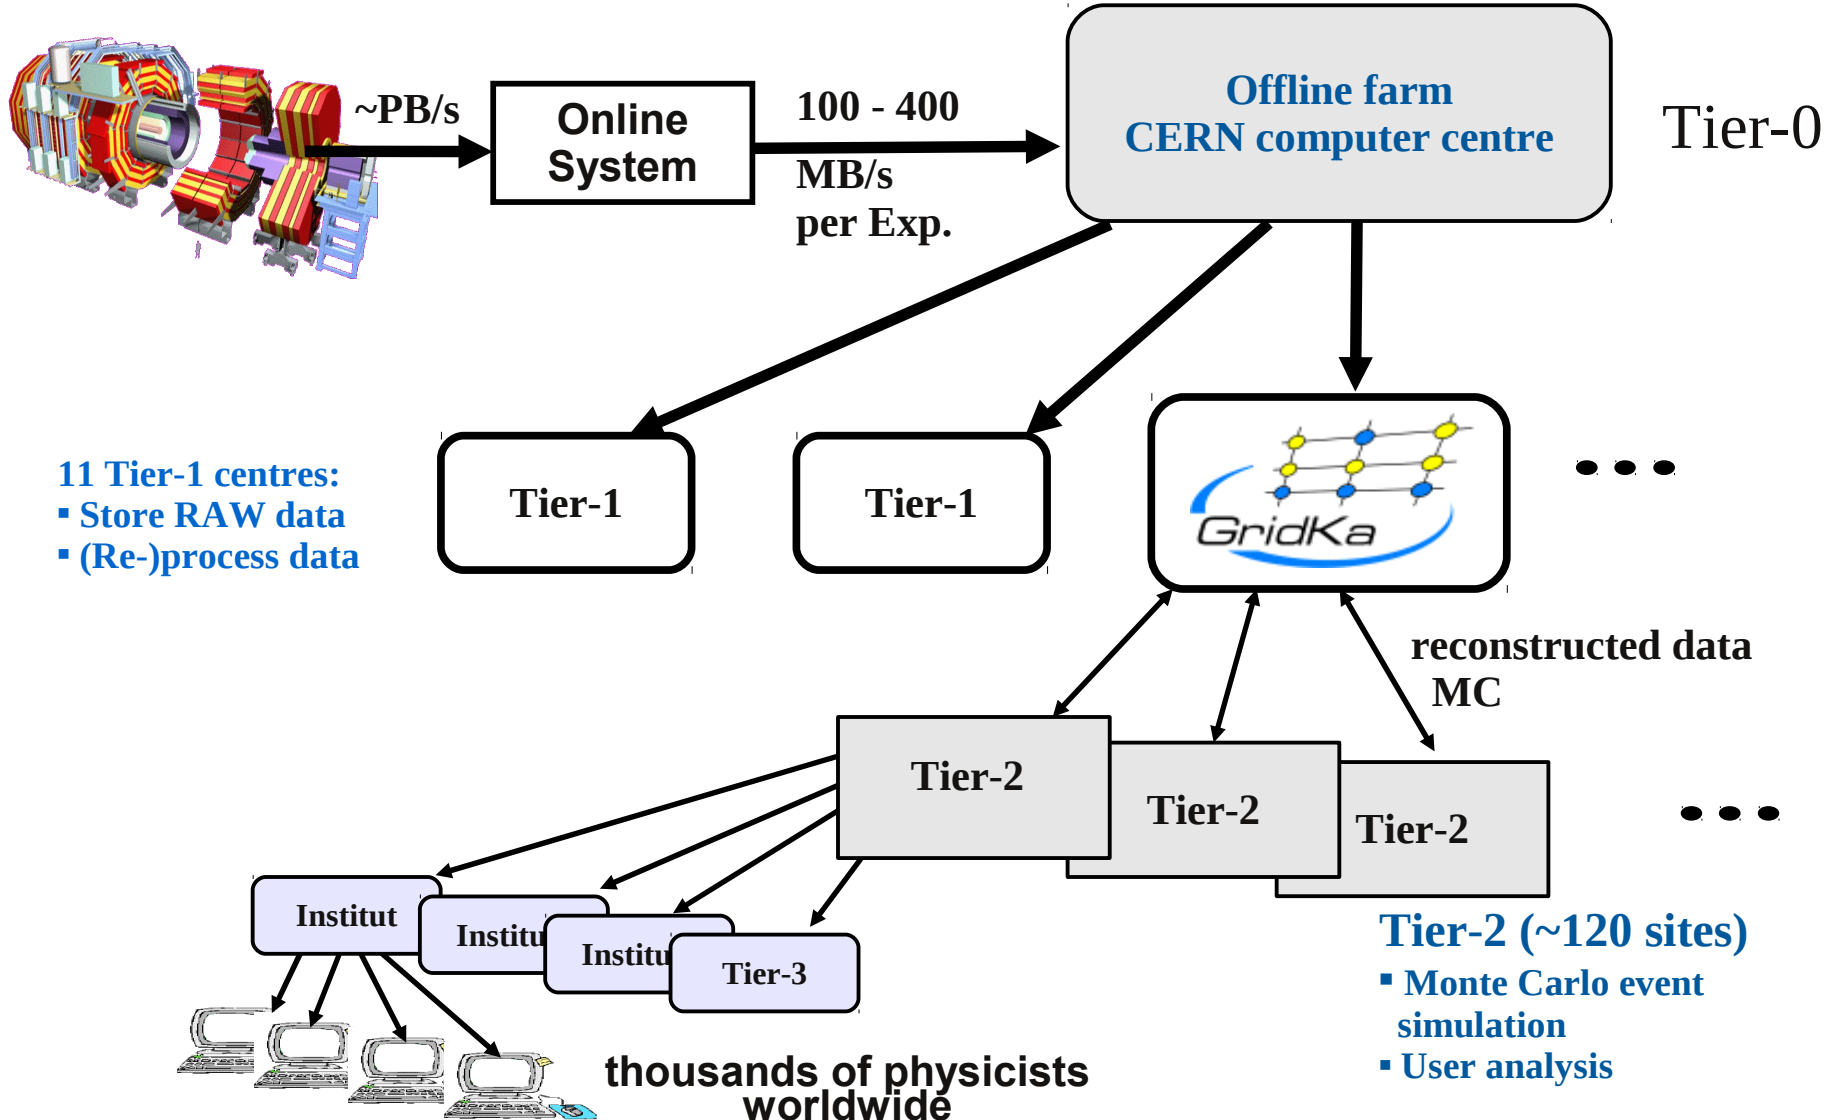 ~PB/s
Online
System
100 - 400
MB/s
per Exp.
Offline farm
CERN computer centre
Tier-0
11 Tier-1 centres:
▪ Store RAW data
▪ (Re-)process data
Tier-1
Tier-1
GridKa
reconstructed data
MC
Tier-2
Tier-2
Tier-2
Institut
Institu
Institu
Tier-3
Tier-2 (~120 sites)
▪ Monte Carlo event
simulation
▪ User analysis
thousands of physicists
worldwide